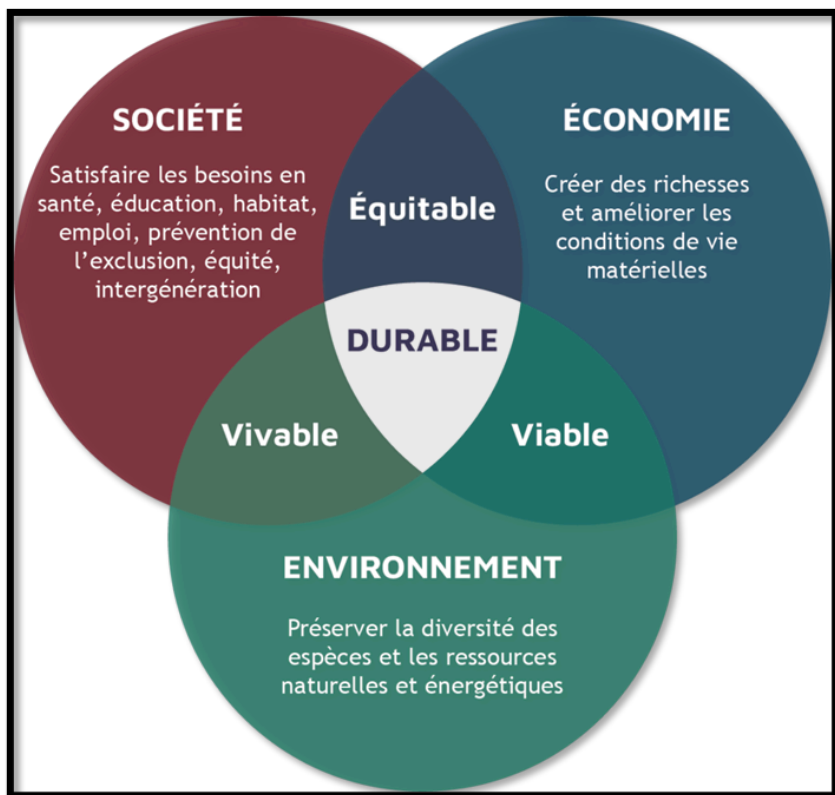 SOCIÉTÉ
Satisfaire les besoins en
santé, éducation, habitat,
emploi, prévention de
l'exclusion, équité,
intergénération
ÉCONOMIE
Créer des richesses
et améliorer les
conditions de vie
matérielles
Équitable
DURABLE
Vivable
Viable
ENVIRONNEMENT
Préserver la diversité des
espèces et les ressources
naturelles et énergétiques